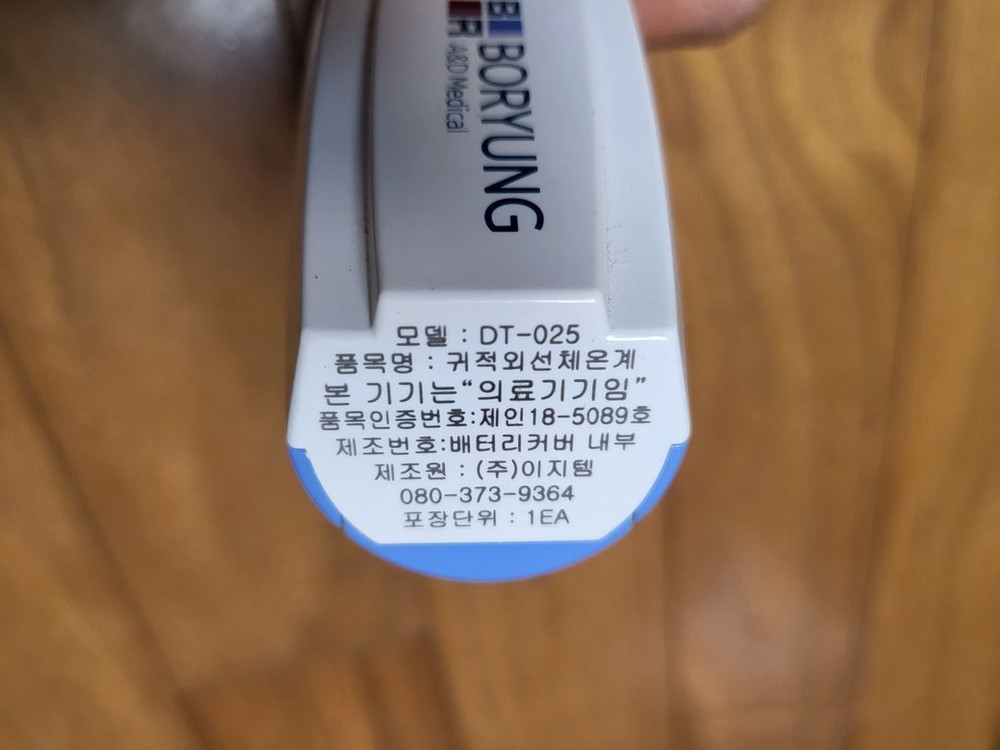 BR
BORYUNG
A&D Medical
모델 : DT-025
품목명 : 귀적외선체온계
본 기기는“의료기기임”
품목인증번호:제인18-5089호
제조번호:배터리커버 내부
제조원 : (주)이지템
080-373-9364
포장단위 : 1EA